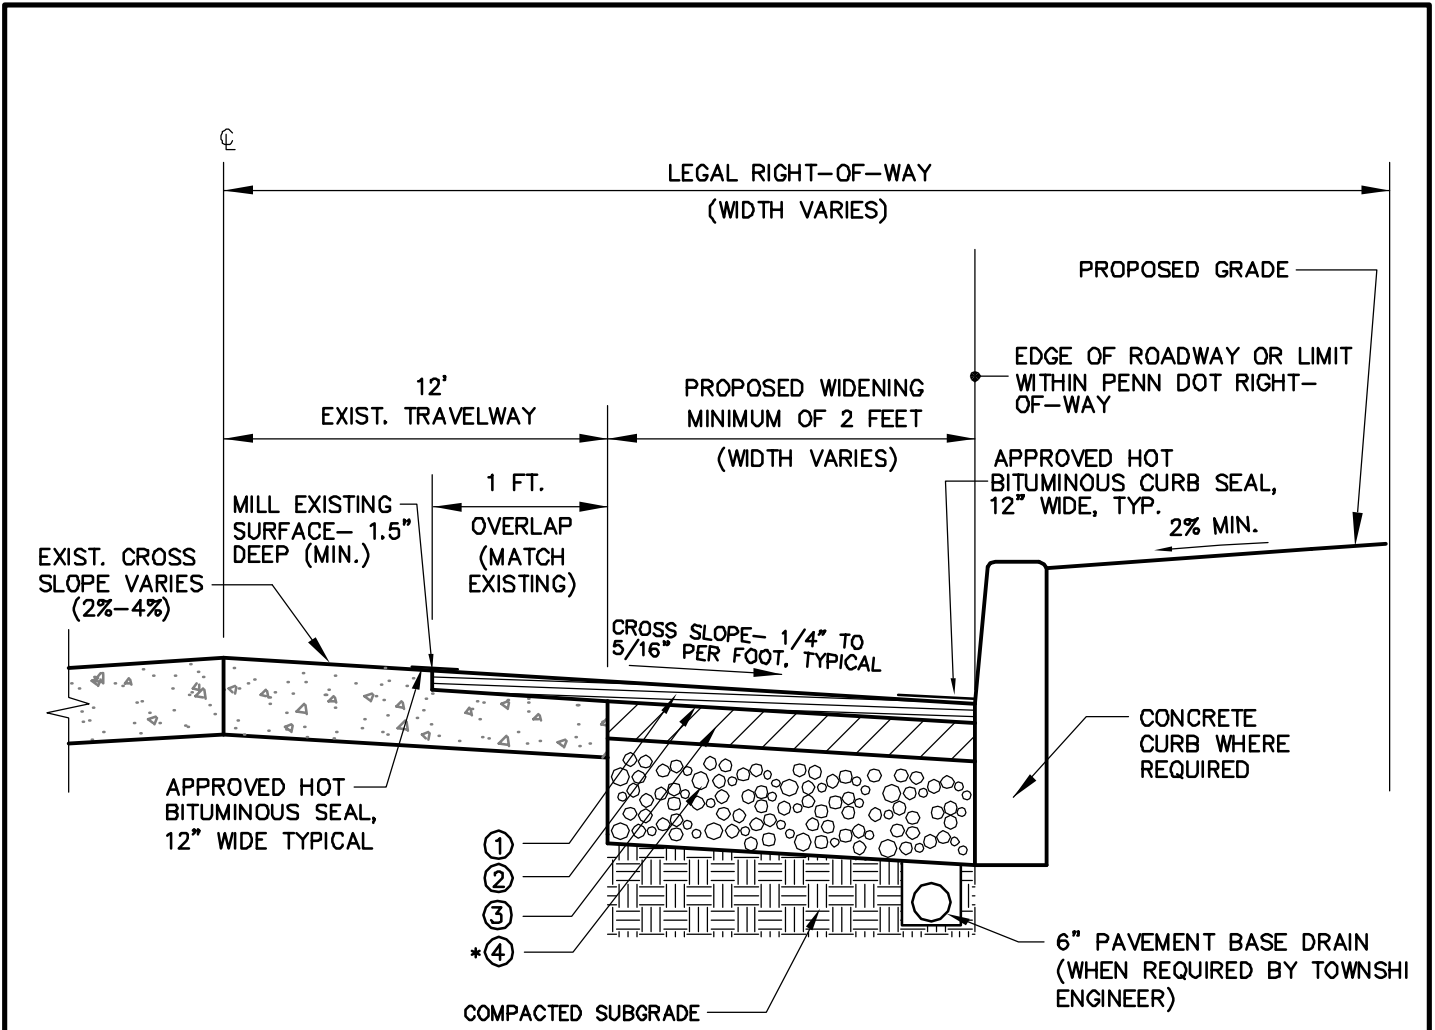 ℄
LEGAL RIGHT-OF-WAY
(WIDTH VARIES)
PROPOSED GRADE
EDGE OF ROADWAY OR LIMIT
WITHIN PENN DOT RIGHT-
OF-WAY
12'
EXIST. TRAVELWAY
PROPOSED WIDENING
MINIMUM OF 2 FEET
(WIDTH VARIES)
APPROVED HOT
BITUMINOUS CURB SEAL,
12" WIDE, TYP.
2% MIN.
1 FT.
OVERLAP
(MATCH
EXISTING)
MILL EXISTING
SURFACE- 1.5"
DEEP (MIN.)
EXIST. CROSS
SLOPE VARIES
(2%-4%)
CROSS SLOPE- 1/4" TO
5/16" PER FOOT. TYPICAL
CONCRETE
CURB WHERE
REQUIRED
APPROVED HOT
BITUMINOUS SEAL,
12" WIDE TYPICAL
1
2
3
*4
6" PAVEMENT BASE DRAIN
(WHEN REQUIRED BY TOWNSHI
ENGINEER)
COMPACTED SUBGRADE